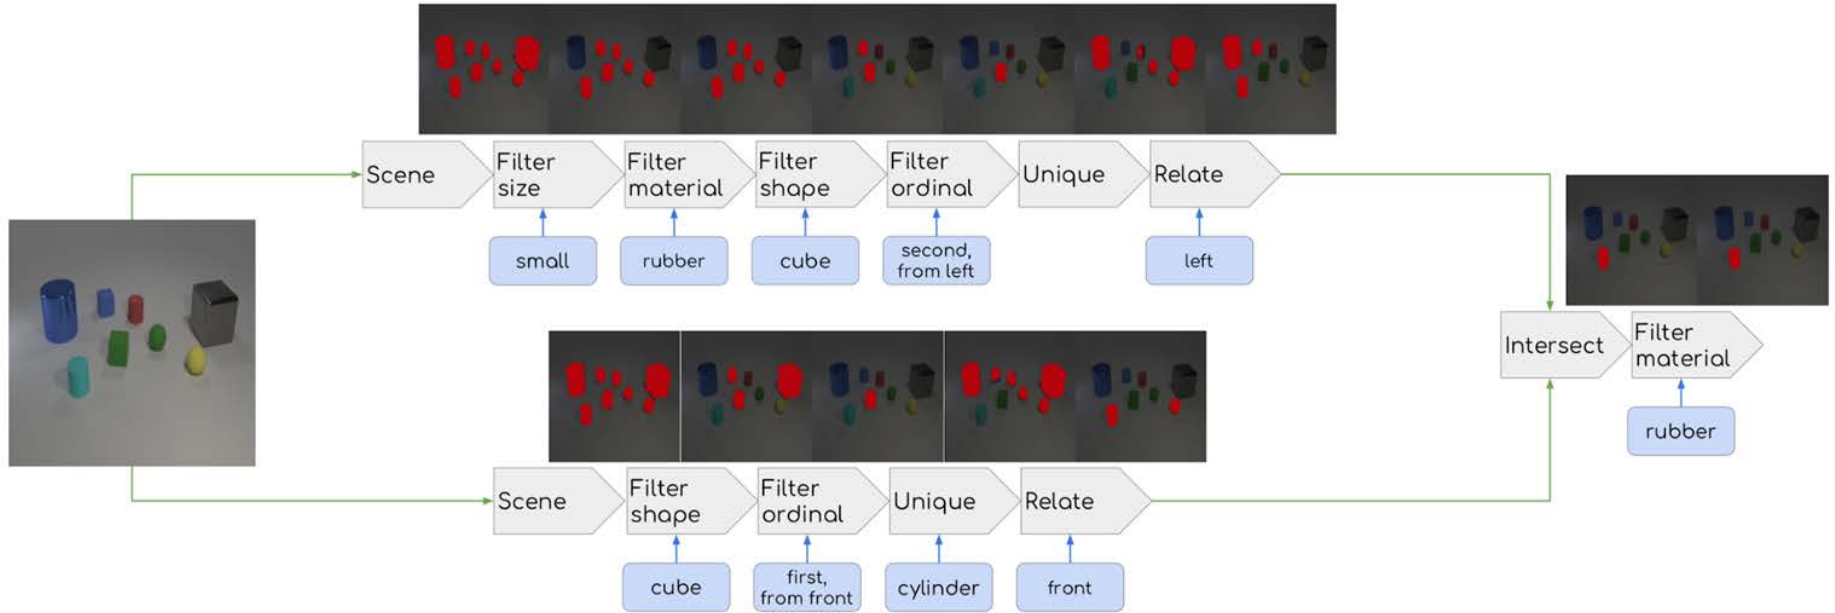 Scene
Filter
size
Filter
material
Filter
shape
Filter
ordinal
Unique
Relate
small
rubber
cube
second,
from left
left
Intersect
Filter
material
rubber
Scene
Filter
shape
Filter
ordinal
Unique
Relate
cube
first,
from front
cylinder
front